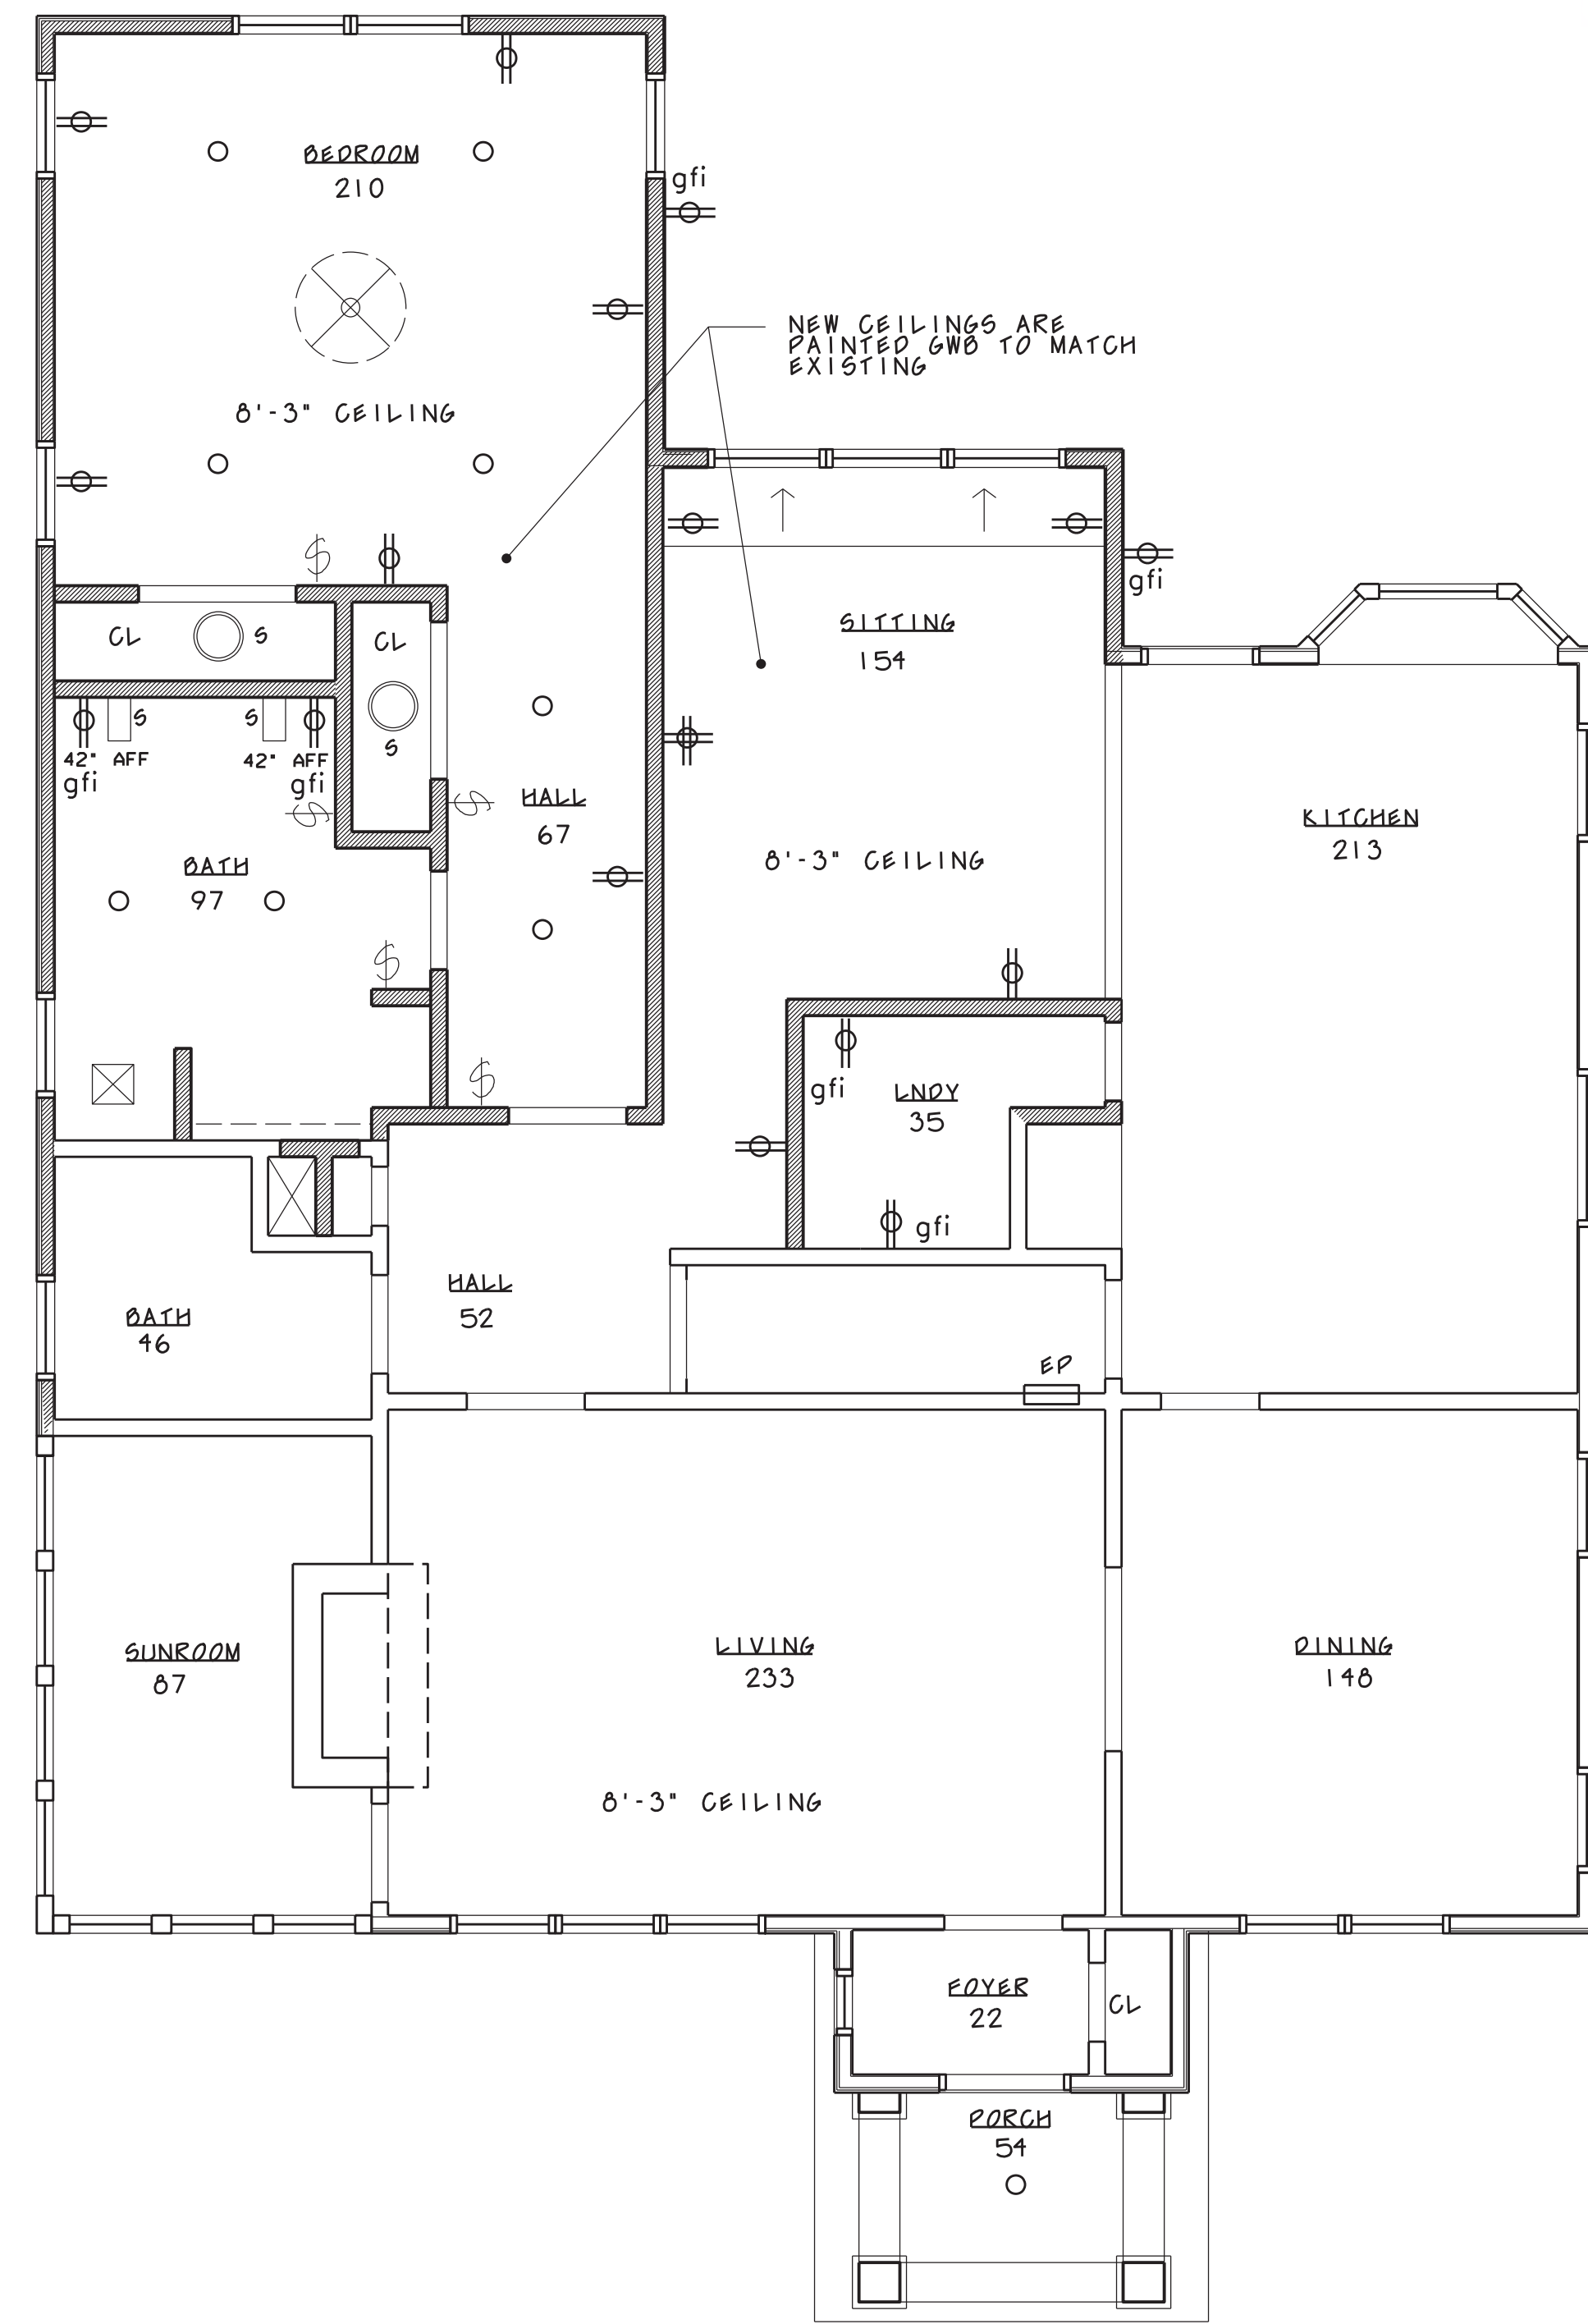 BEDROOM
210
gfi
NEW CEILINGS ARE
PAINTED GWB TO MATCH
EXISTING
8'-3" CEILING
$
gfi
CL
S
CL
S
SITTING
154
S
S
42" AFF
gfi
42" AFF
gfi
$
$
HALL
67
KITCHEN
213
8'-3" CEILING
BATH
97
$
$
gfi
LNDY
35
gfi
HALL
52
BATH
46
EP
SUNROOM
87
LIVING
233
DINING
148
8'-3" CEILING
FOYER
22
CL
PORCH
54